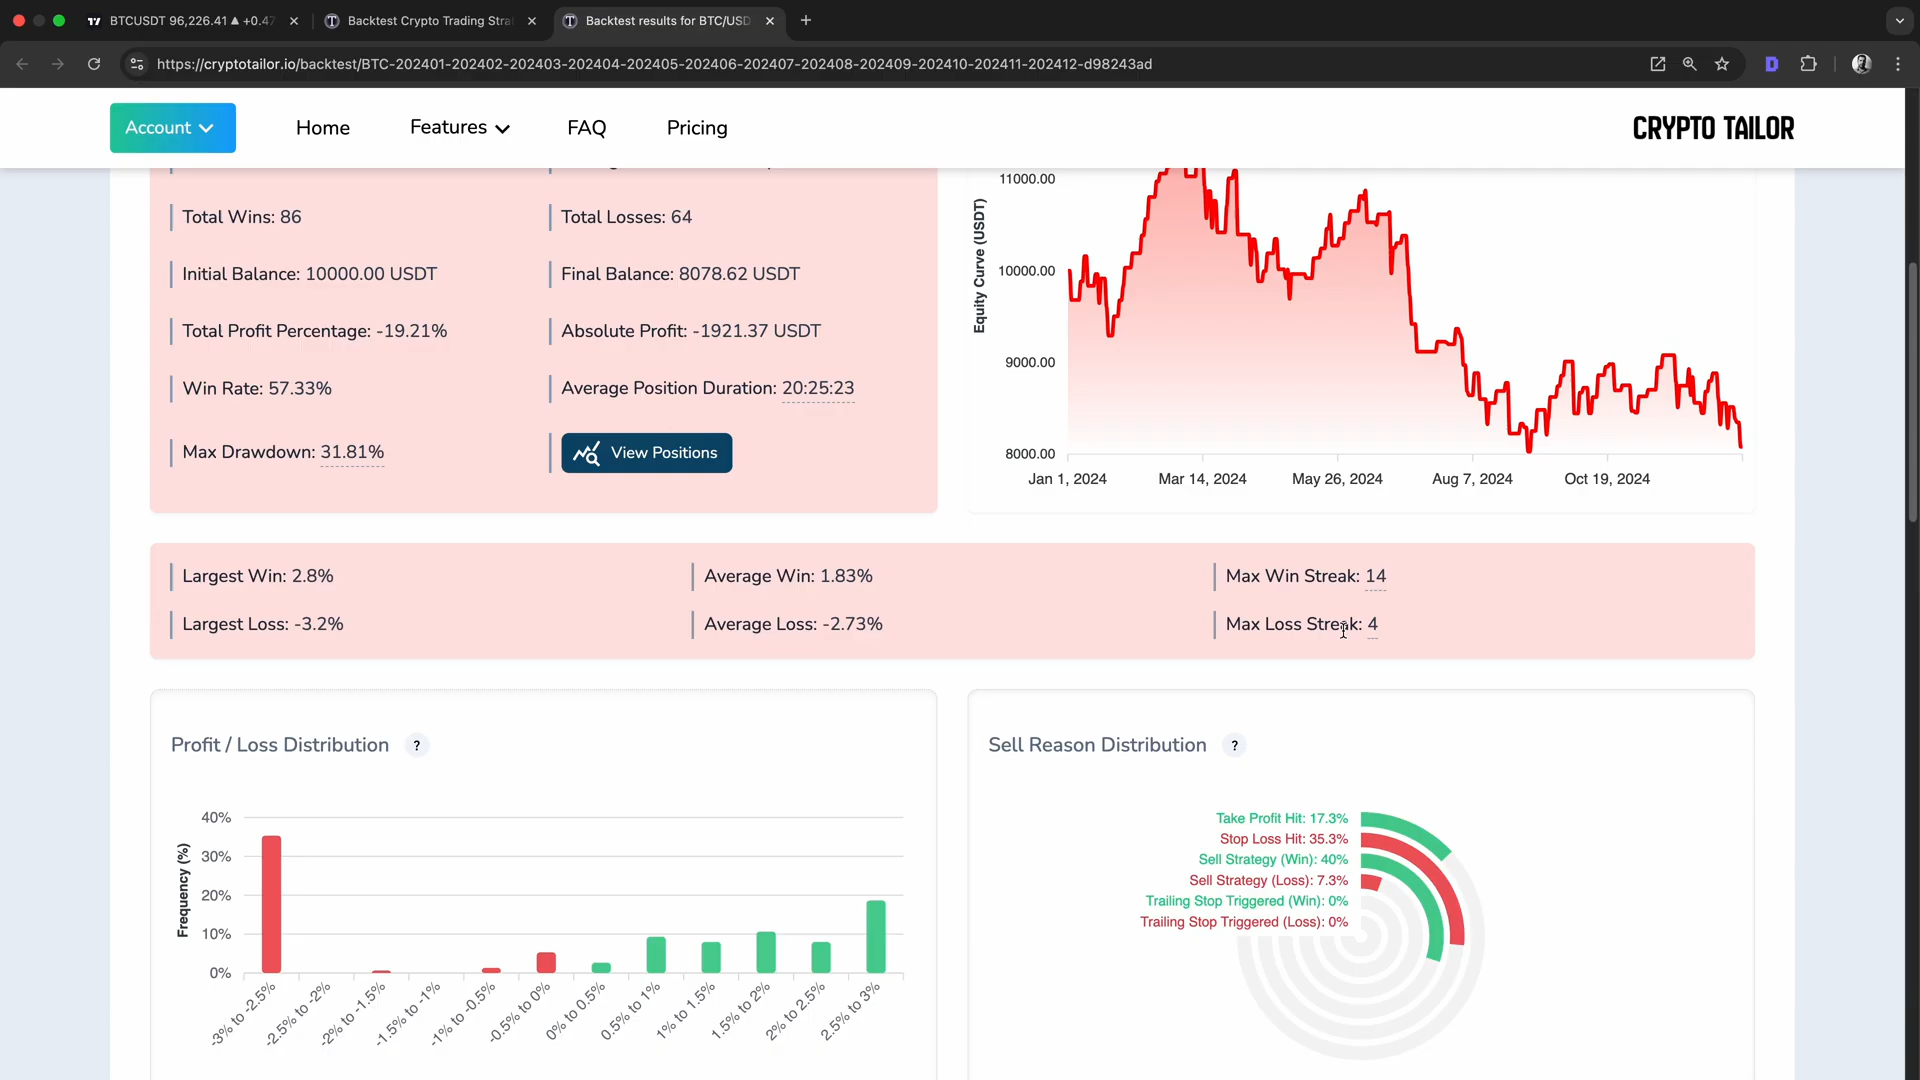 BTCUSDT 96,226.41 ▲ +0.47
Backtest Crypto Trading Stra
Backtest results for BTC/USD
https://cryptotailor.io/backtest/BTC-202401-202402-202403-202404-202405-202406-202407-202408-202409-202410-202411-202412-d98243ad
Account
Home
Features
FAQ
Pricing
CRYPTO TAILOR
Total Wins: 86
Total Losses: 64
Initial Balance: 10000.00 USDT
Final Balance: 8078.62 USDT
Total Profit Percentage: -19.21%
Absolute Profit: -1921.37 USDT
Win Rate: 57.33%
Average Position Duration: 20:25:23
Max Drawdown: 31.81%
View Positions
Equity Curve (USDT)
11000.00
10000.00
9000.00
8000.00
Jan 1, 2024
Mar 14, 2024
May 26, 2024
Aug 7, 2024
Oct 19, 2024
Largest Win: 2.8%
Average Win: 1.83%
Max Win Streak: 14
Largest Loss: -3.2%
Average Loss: -2.73%
Max Loss Streak: 4
Profit / Loss Distribution ?
Frequency (%)
40%
30%
20%
10%
0%
-3% to -2.5%
-2.5% to -2%
-2% to -1.5%
-1.5% to -1%
-1% to -0.5%
-0.5% to 0%
0% to 0.5%
0.5% to 1%
1% to 1.5%
1.5% to 2%
2% to 2.5%
2.5% to 3%
Sell Reason Distribution ?
Take Profit Hit: 17.3%
Stop Loss Hit: 35.3%
Sell Strategy (Win): 40%
Sell Strategy (Loss): 7.3%
Trailing Stop Triggered (Win): 0%
Trailing Stop Triggered (Loss): 0%